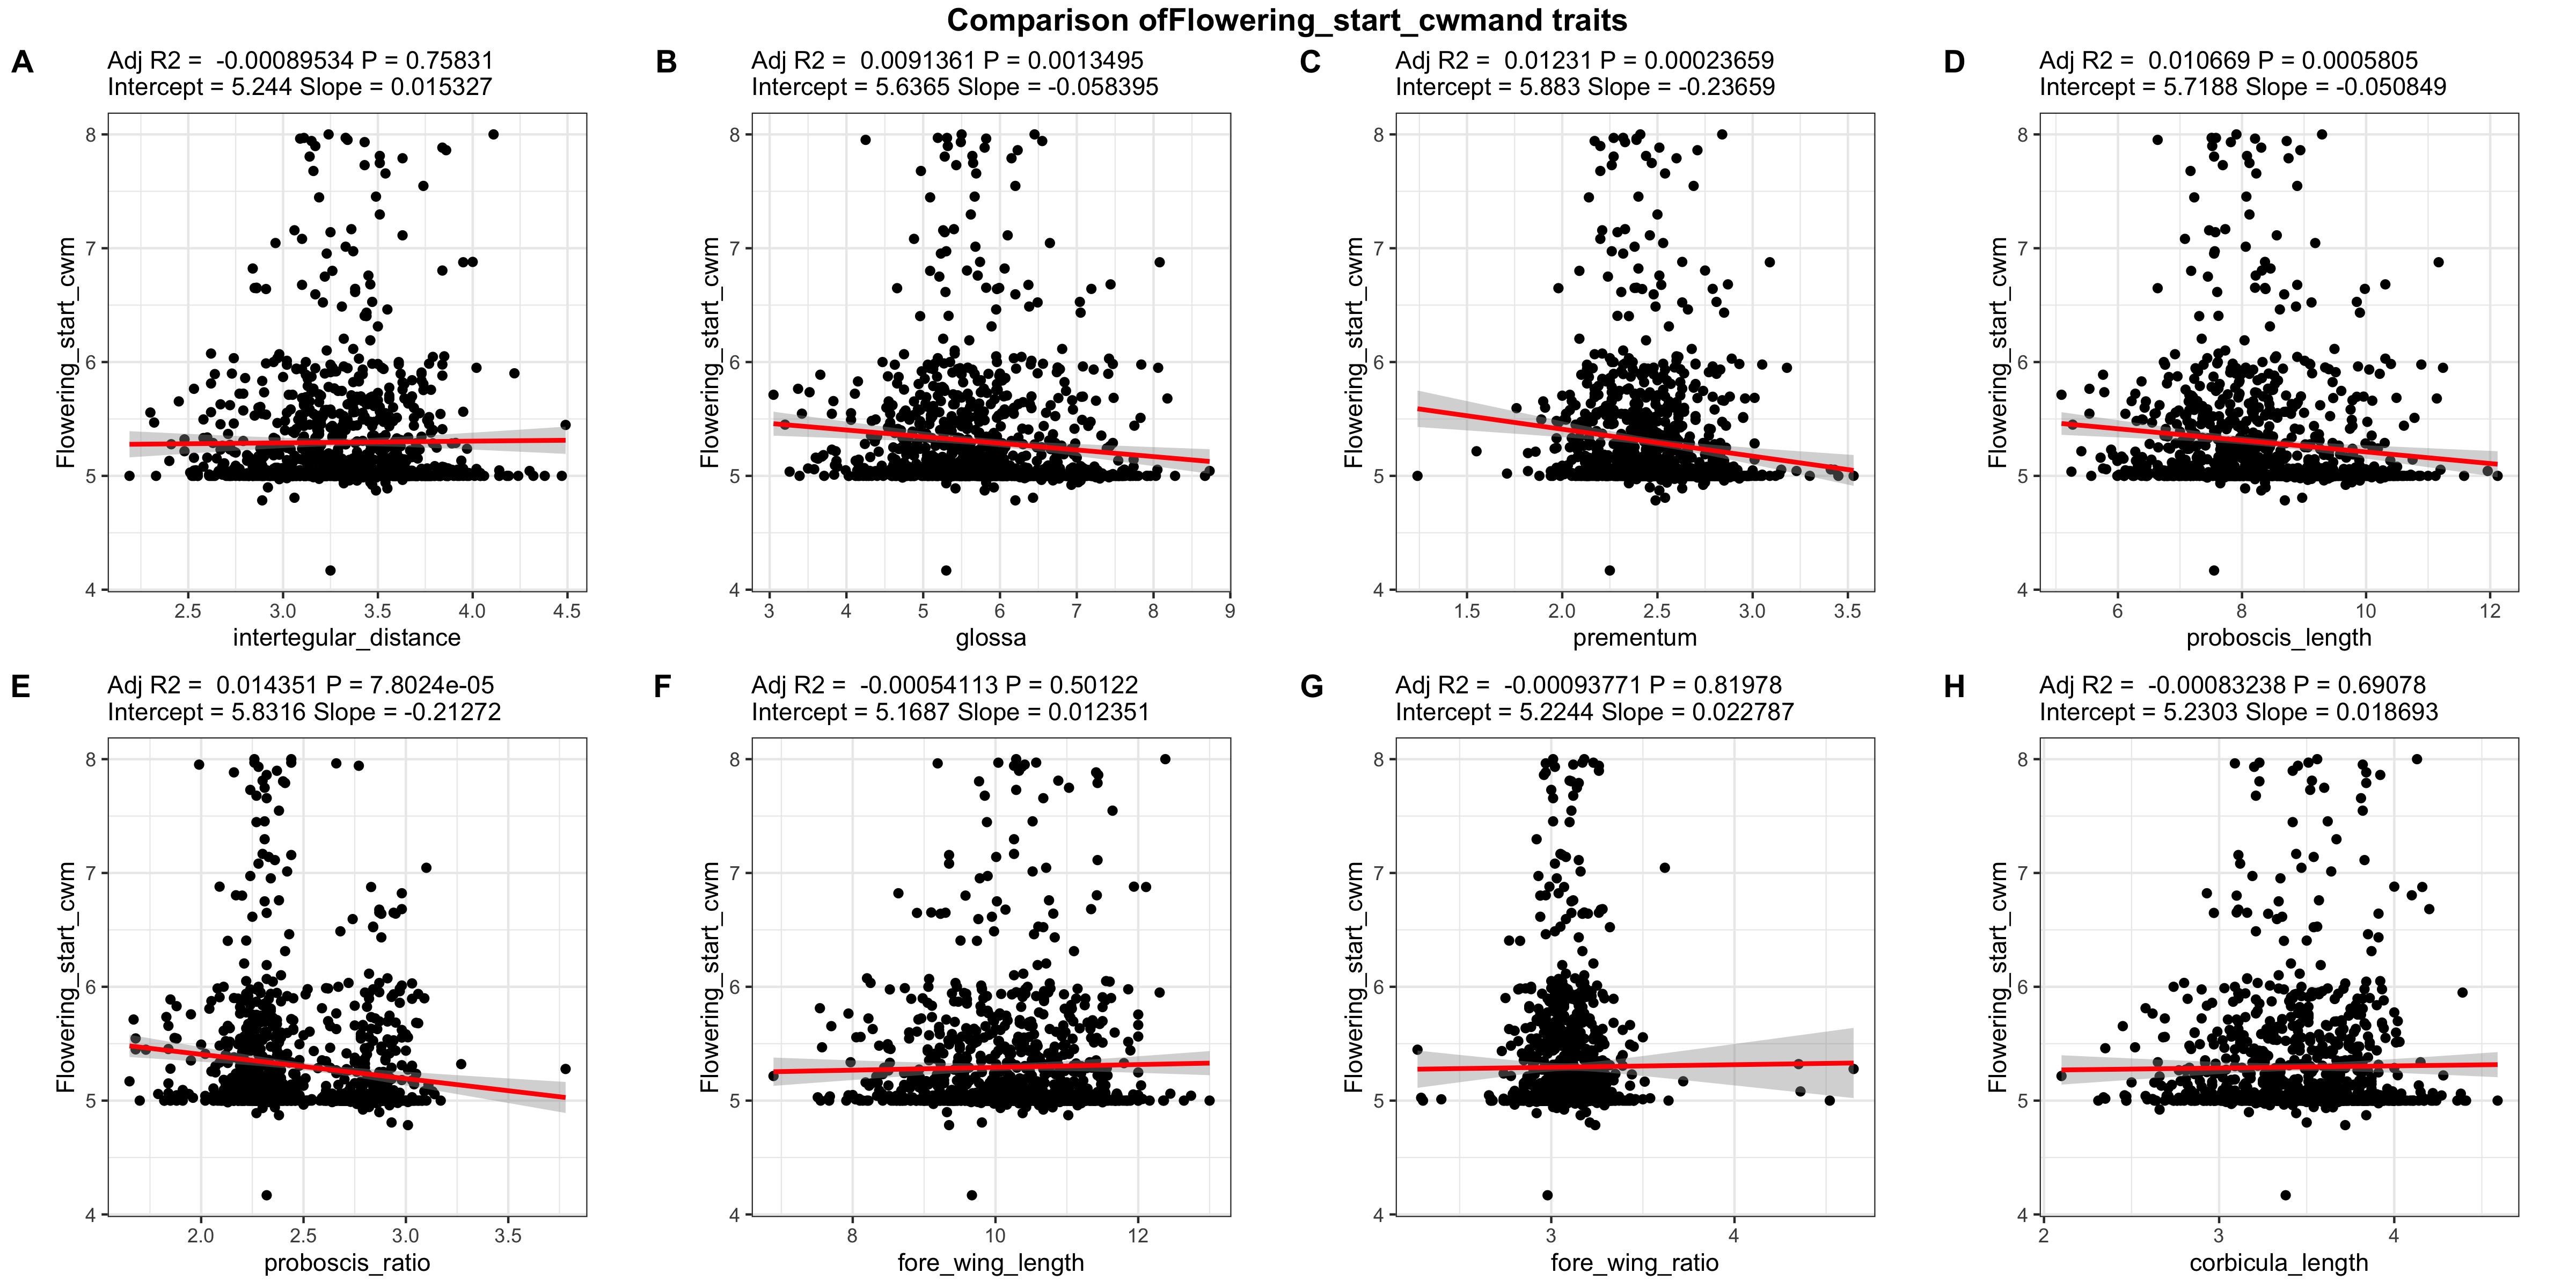 Comparison ofFlowering_start_cwmand traits
A
Adj R2 =  -0.00089534 P = 0.75831
Intercept = 5.244 Slope = 0.015327
Flowering_start_cwm
8
7
6
5
4
2.5 3.0 3.5 4.0 4.5
intertegular_distance
B
Adj R2 =  0.0091361 P = 0.0013495
Intercept = 5.6365 Slope = -0.058395
Flowering_start_cwm
8
7
6
5
4
3 4 5 6 7 8 9
glossa
C
Adj R2 =  0.01231 P = 0.00023659
Intercept = 5.883 Slope = -0.23659
Flowering_start_cwm
8
7
6
5
4
1.5 2.0 2.5 3.0 3.5
prementum
D
Adj R2 =  0.010669 P = 0.0005805
Intercept = 5.7188 Slope = -0.050849
Flowering_start_cwm
8
7
6
5
4
6 8 10 12
proboscis_length
E
Adj R2 =  0.014351 P = 7.8024e-05
Intercept = 5.8316 Slope = -0.21272
Flowering_start_cwm
8
7
6
5
4
2.0 2.5 3.0 3.5
proboscis_ratio
F
Adj R2 =  -0.00054113 P = 0.50122
Intercept = 5.1687 Slope = 0.012351
Flowering_start_cwm
8
7
6
5
4
8 10 12
fore_wing_length
G
Adj R2 =  -0.00093771 P = 0.81978
Intercept = 5.2244 Slope = 0.022787
Flowering_start_cwm
8
7
6
5
4
3 4
fore_wing_ratio
H
Adj R2 =  -0.00083238 P = 0.69078
Intercept = 5.2303 Slope = 0.018693
Flowering_start_cwm
8
7
6
5
4
2 3 4
corbicula_length